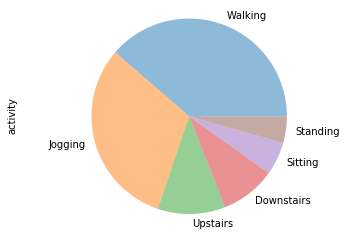 Walking
activity
Standing
Jogging
Sitting
Downstairs
Upstairs